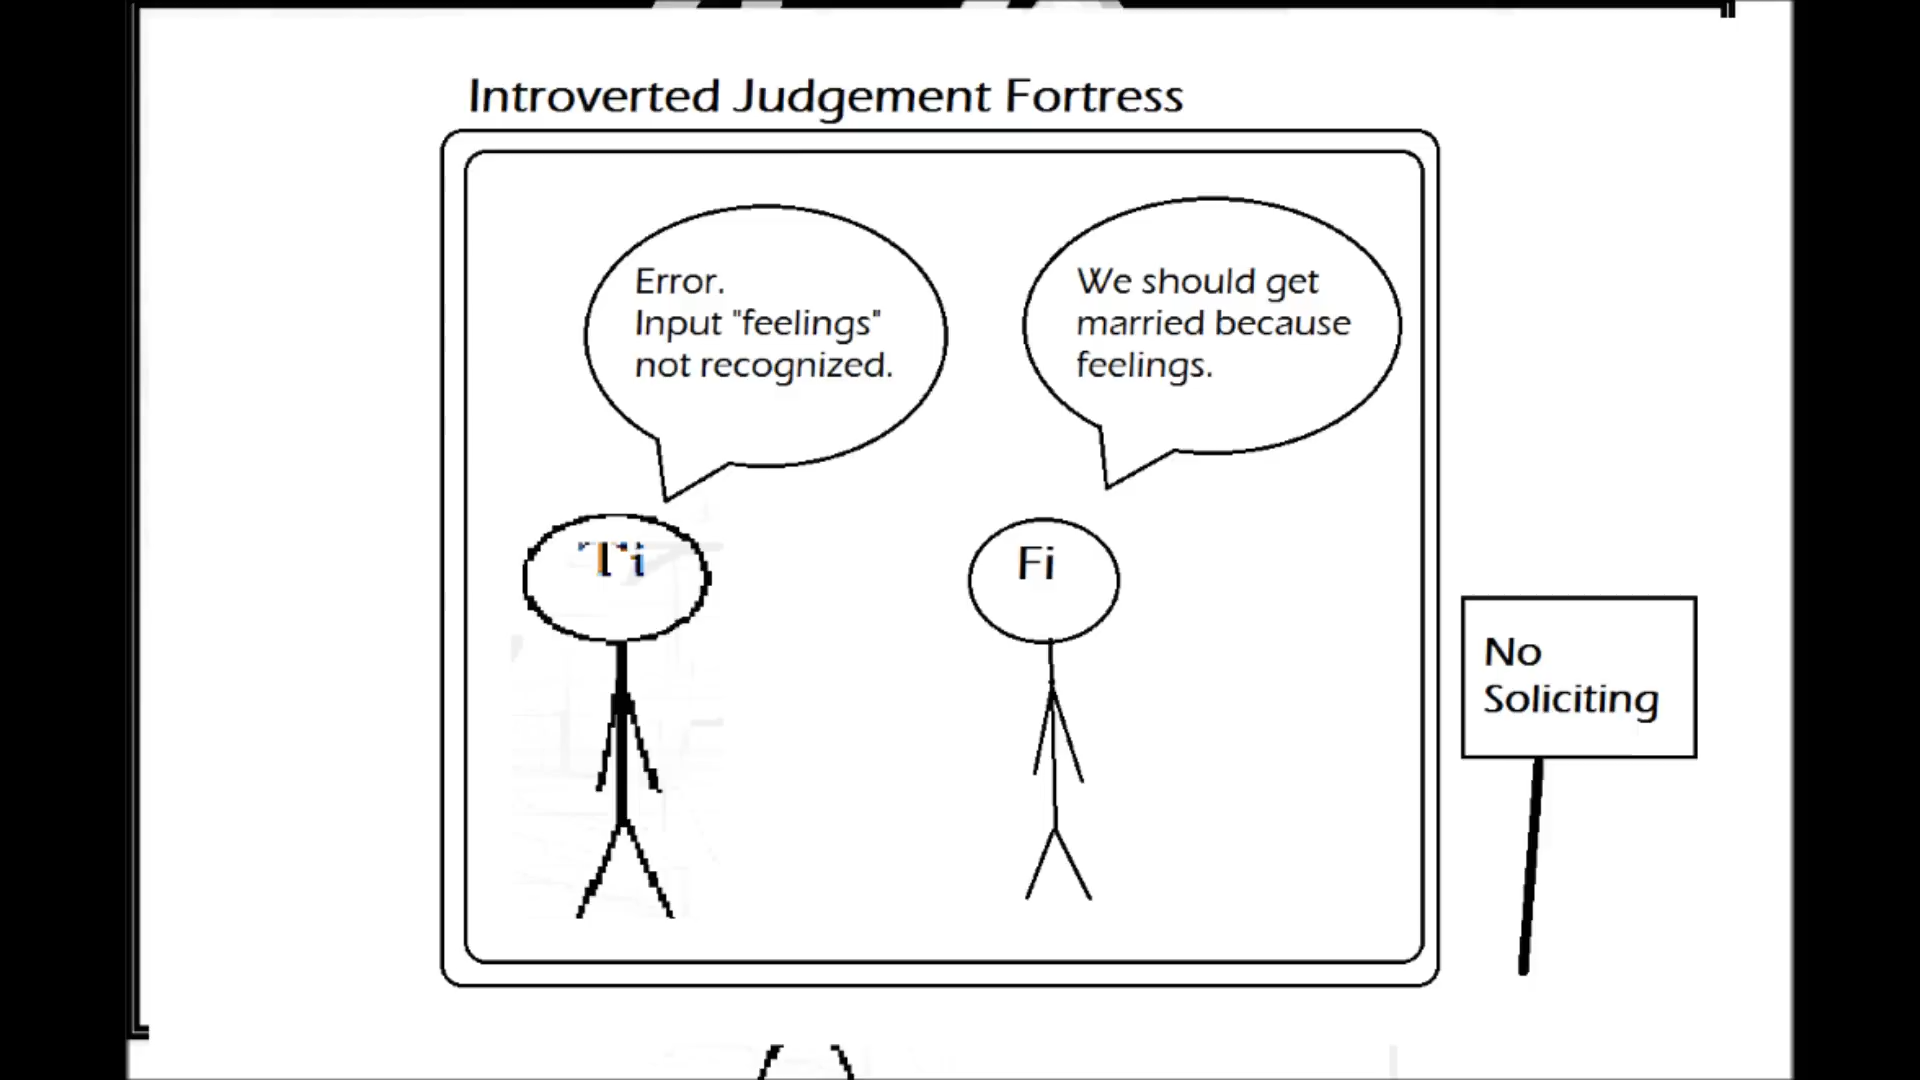 Introverted Judgement Fortress
Error.
Input "feelings"
not recognized.
We should get
married because
feelings.
Ti
Fi
No
Soliciting